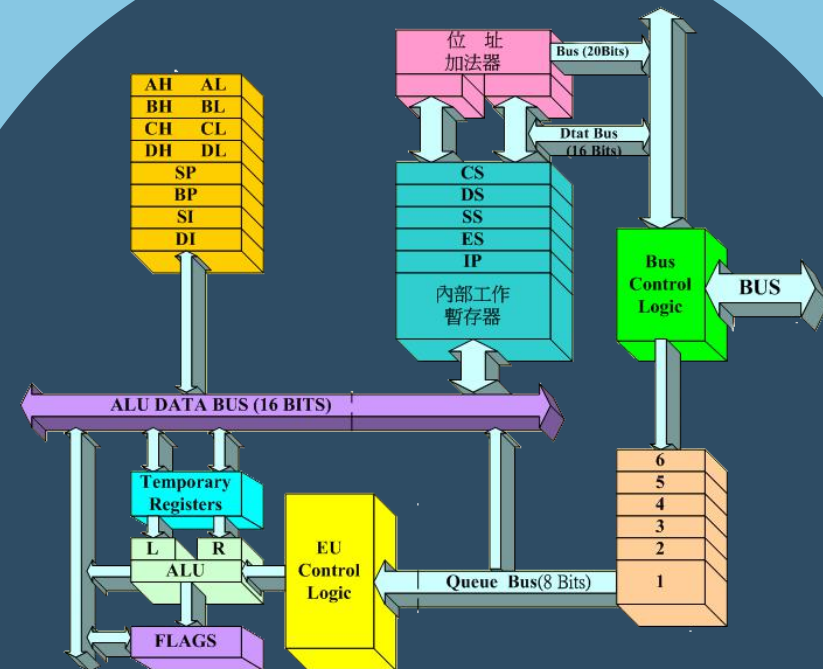 位 址
加法器
Bus (20Bits)
AH AL
BH BL
CH CL
DH DL
SP
BP
SI
DI
Dtat Bus
(16 Bits)
CS
DS
SS
ES
IP
內部工作
暫存器
Bus
Control
Logic
BUS
ALU DATA BUS (16 BITS)
6
5
4
3
2
1
Temporary
Registers
L R
ALU
FLAGS
EU
Control
Logic
Queue Bus(8 Bits)